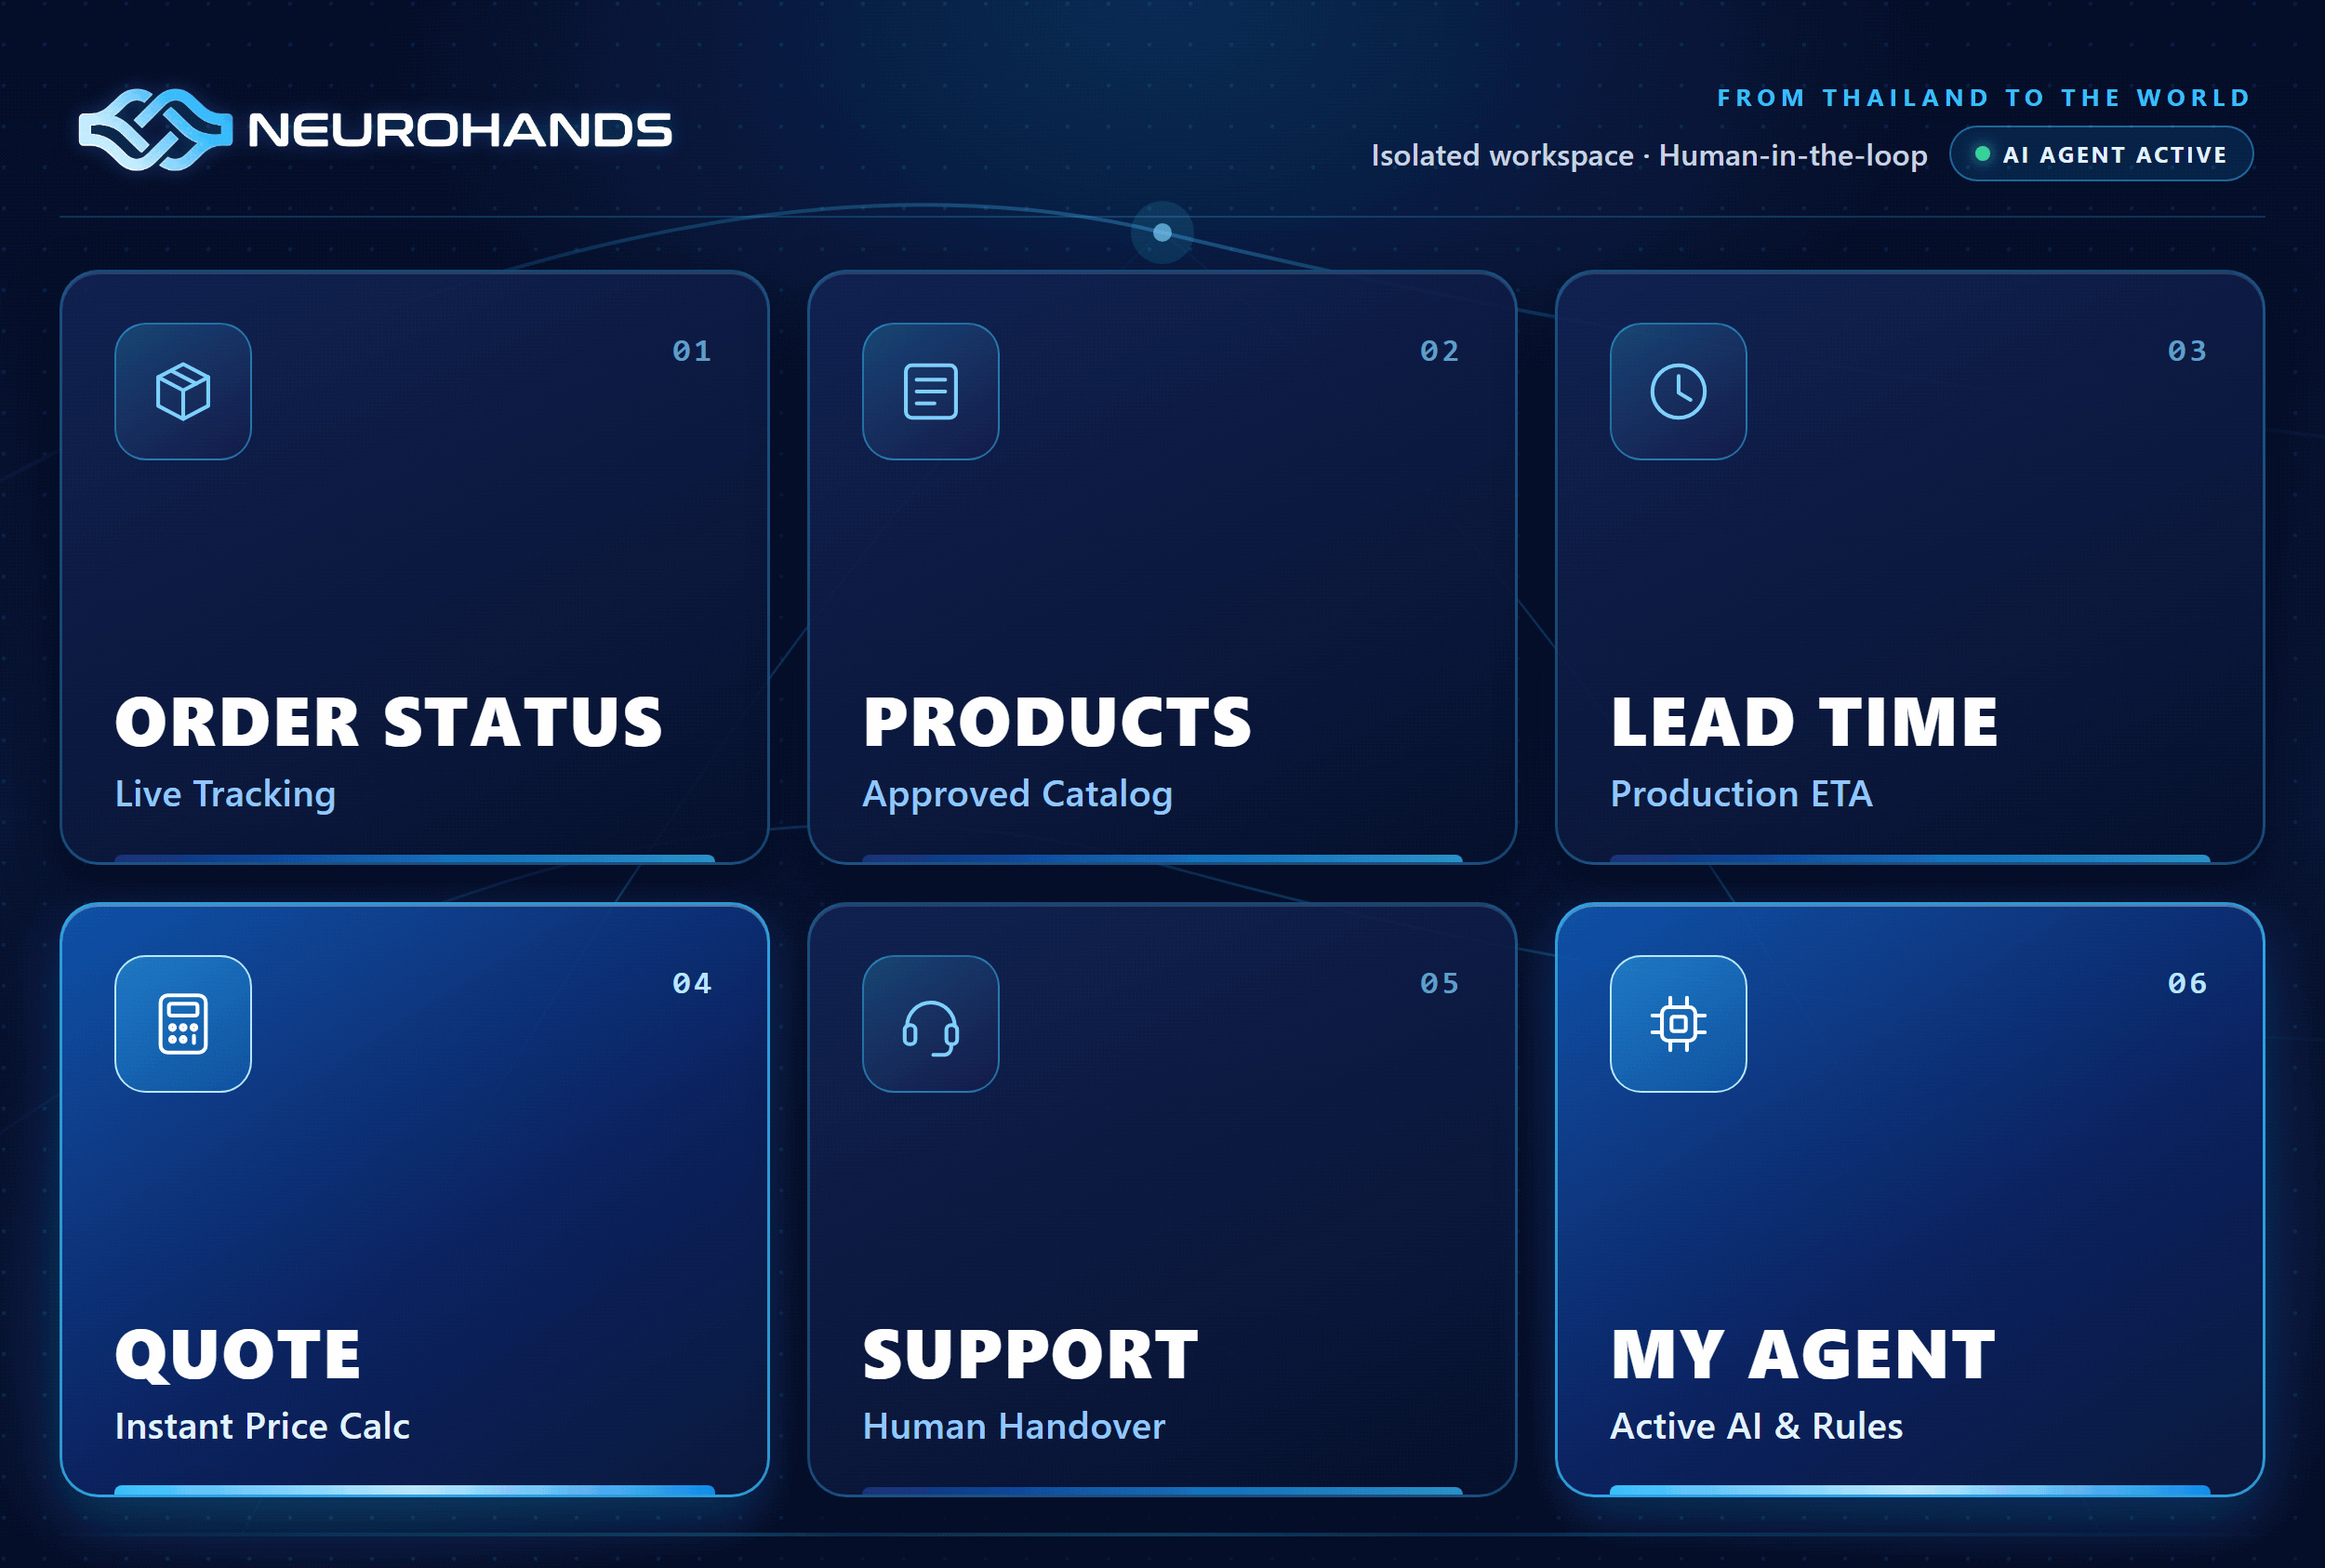 NEUROHANDS
FROM THAILAND TO THE WORLD
Isolated workspace · Human-in-the-loop
AI AGENT ACTIVE
01
ORDER STATUS
Live Tracking
02
PRODUCTS
Approved Catalog
03
LEAD TIME
Production ETA
04
QUOTE
Instant Price Calc
05
SUPPORT
Human Handover
06
MY AGENT
Active AI & Rules